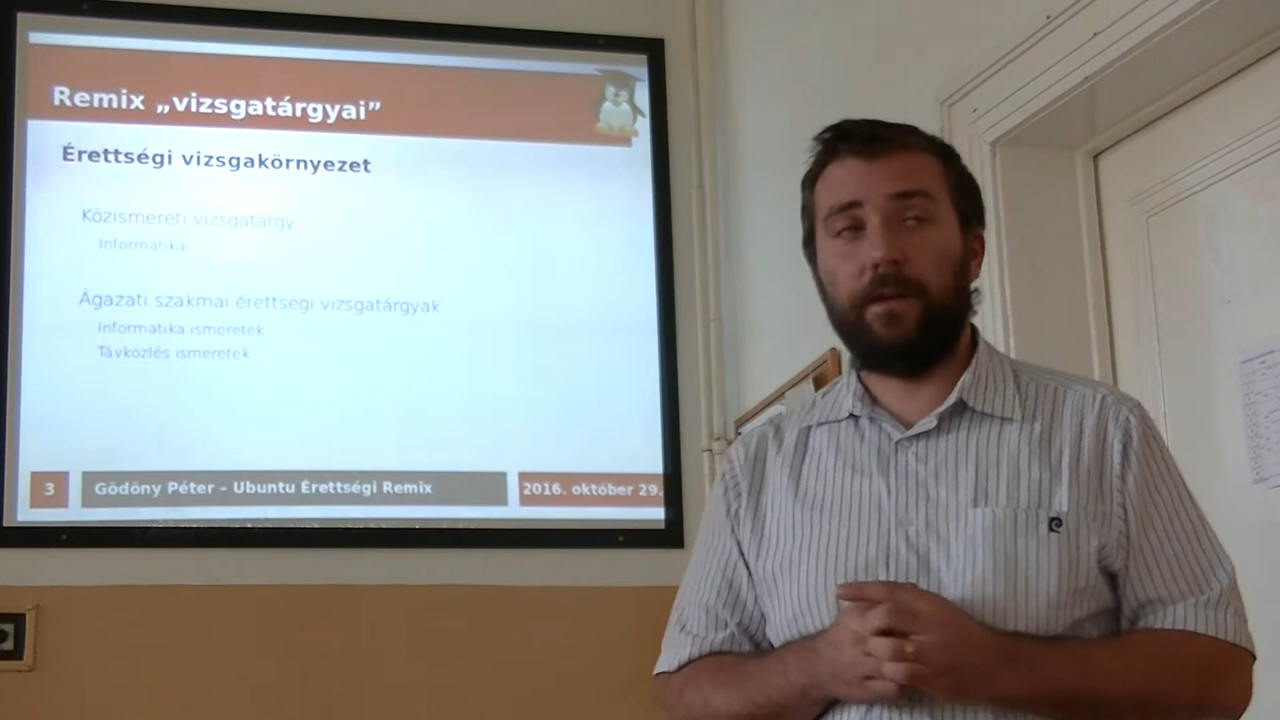 Remix „vizsgatárgyai”
Érettségi vizsgakörnyezet
Közismereti vizsgatárgy
Informatika
Ágazati szakmai érettségi vizsgatárgyak
Informatika ismeretek
Távközlés ismeretek
3
Gödöny Péter – Ubuntu Érettségi Remix
2016. október 29.